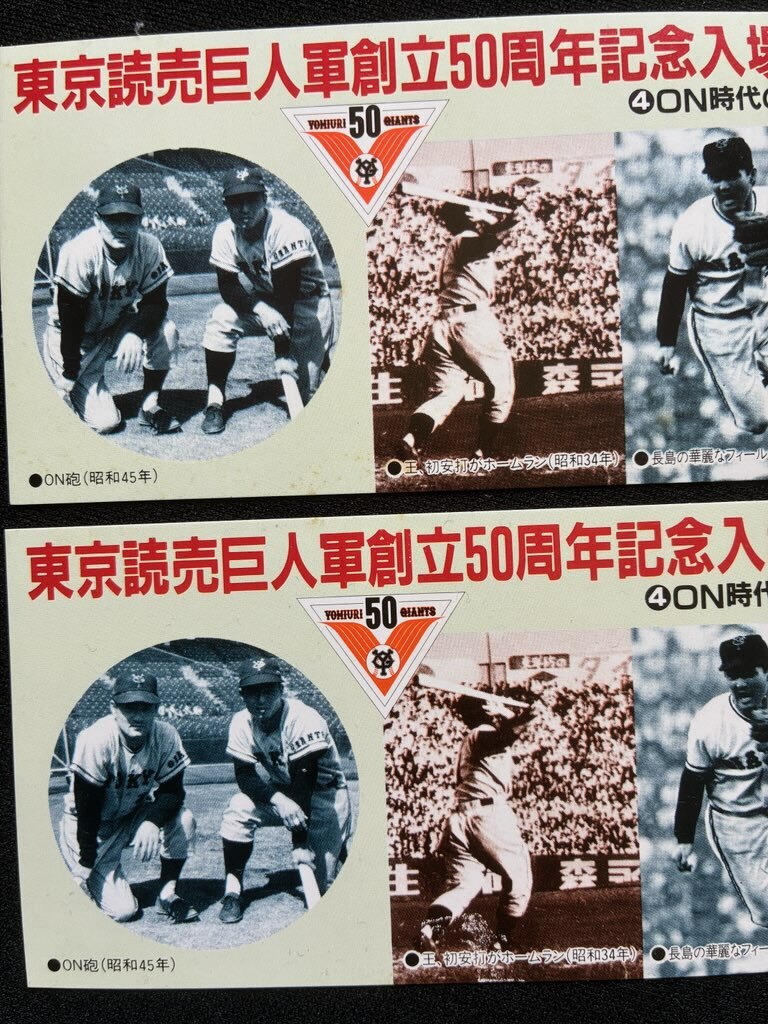 東京読売巨人軍創立50周年記念入場
❹ON時代の
YOMIURI 50 GIANTS
●ON砲(昭和45年)
●王、初安打がホームラン(昭和34年)
●長島の華麗なフィール
東京読売巨人軍創立50周年記念入
❹ON時代
YOMIURI 50 GIANTS
●ON砲(昭和45年)
●王、初安打がホームラン(昭和34年)
●長島の華麗なフィー